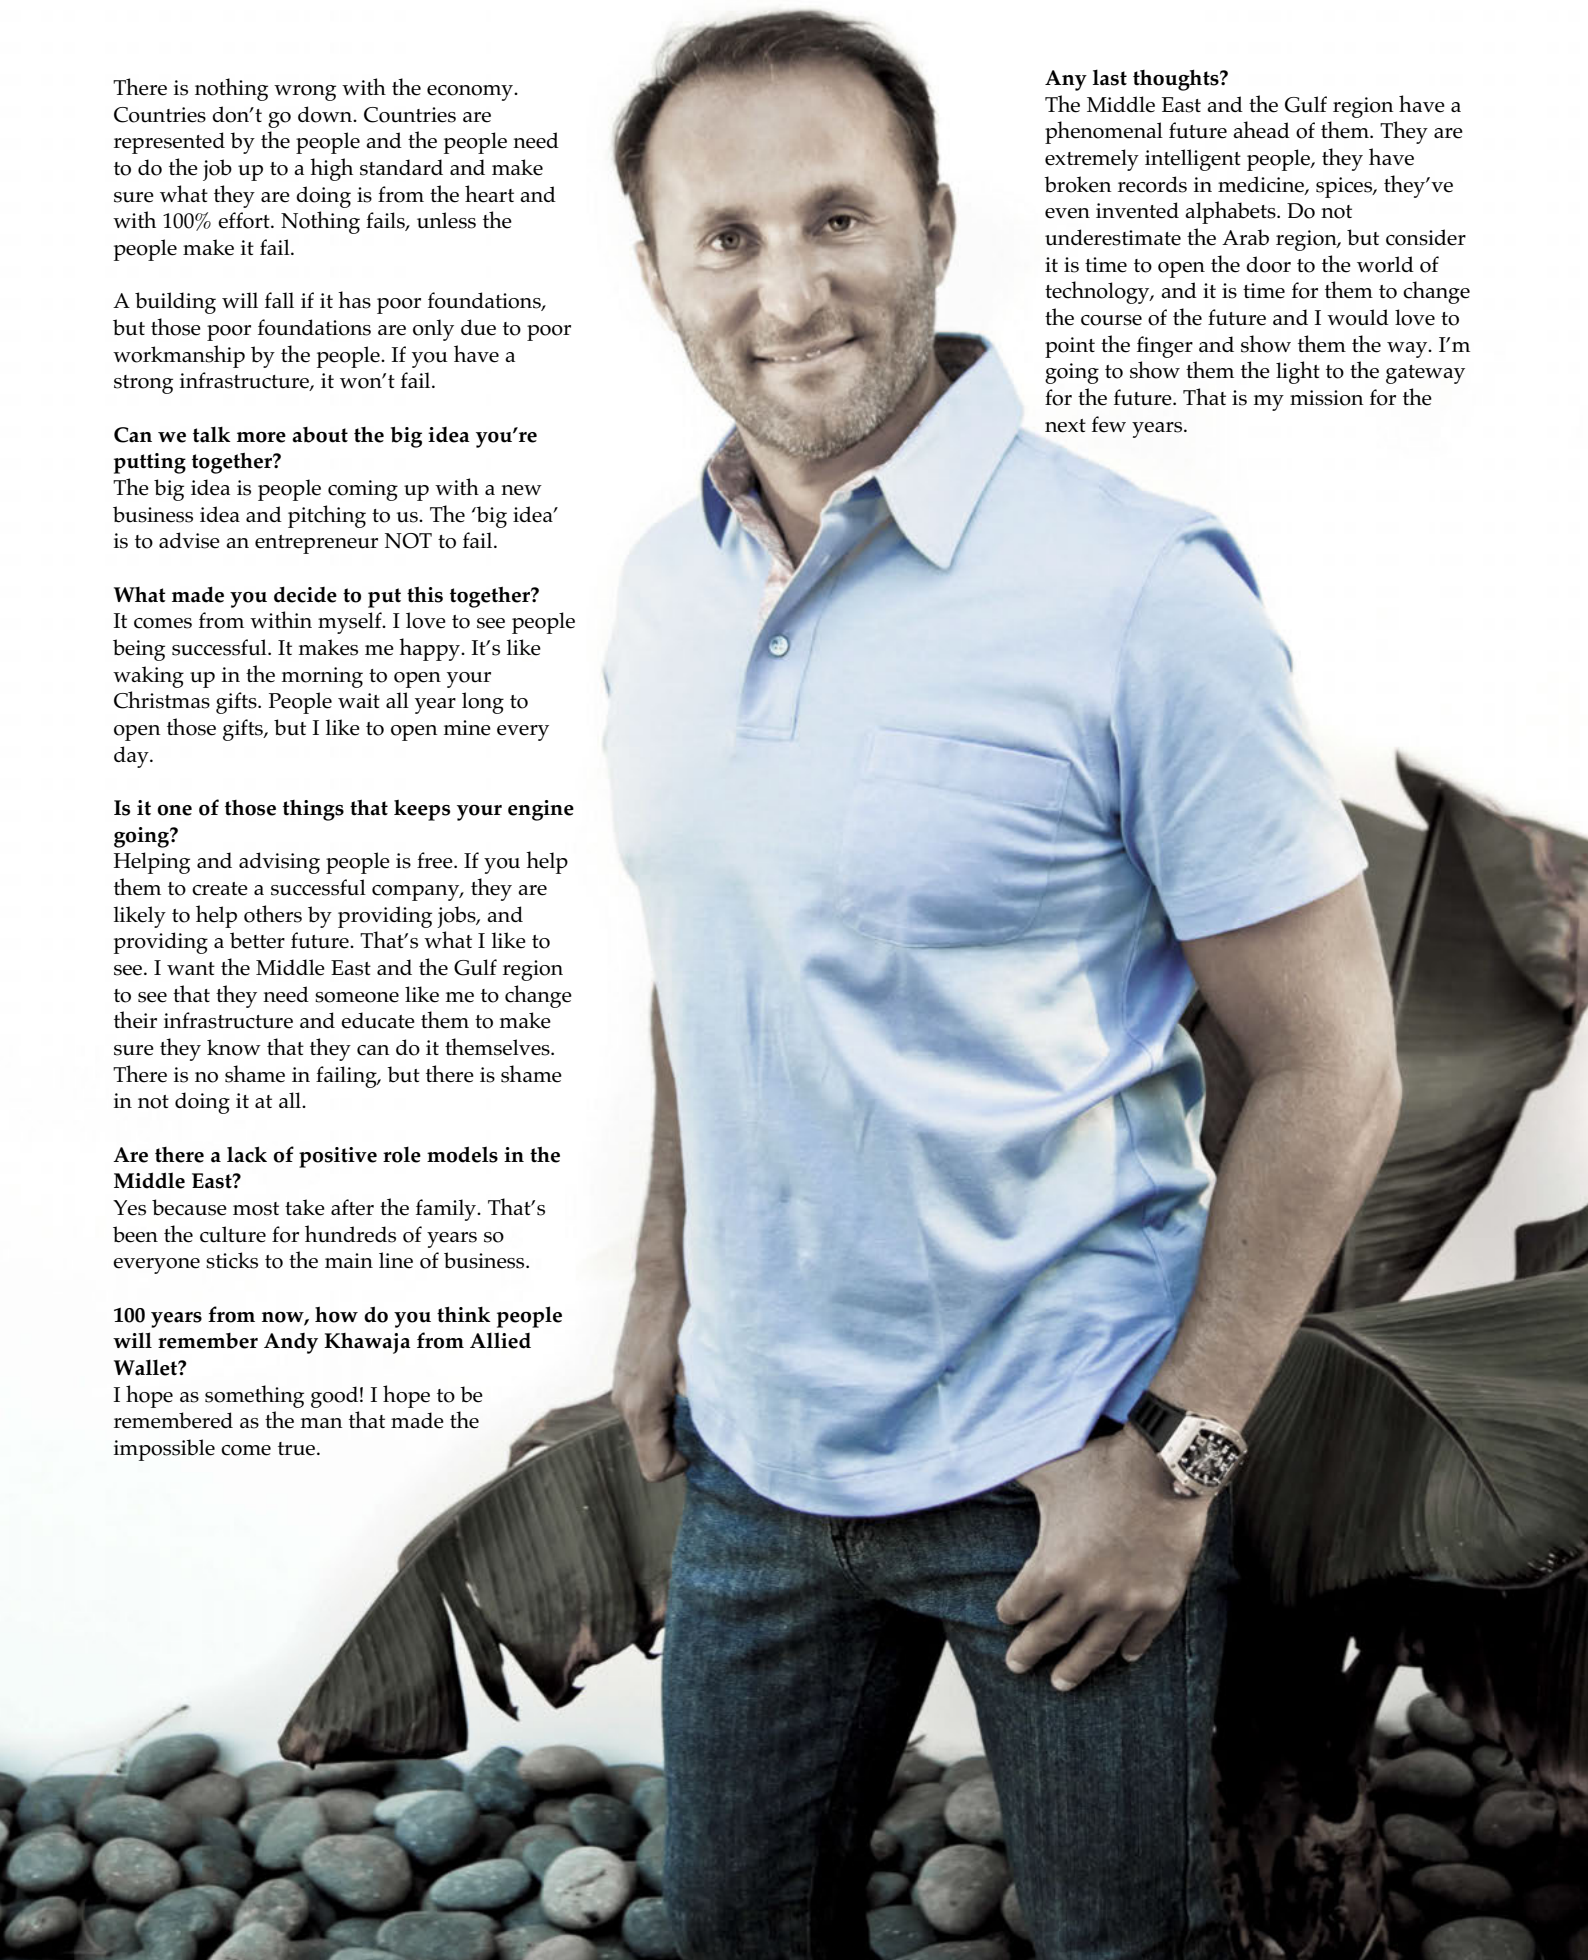 There is nothing wrong with the economy.
Countries don’t go down. Countries are
represented by the people and the people need
to do the job up to a high standard and make
sure what they are doing is from the heart and
with 100% effort. Nothing fails, unless the
people make it fail.
A building will fall if it has poor foundations,
but those poor foundations are only due to poor
workmanship by the people. If you have a
strong infrastructure, it won’t fail.
Can we talk more about the big idea you’re
putting together?
The big idea is people coming up with a new
business idea and pitching to us. The ‘big idea’
is to advise an entrepreneur NOT to fail.
What made you decide to put this together?
It comes from within myself. I love to see people
being successful. It makes me happy. It’s like
waking up in the morning to open your
Christmas gifts. People wait all year long to
open those gifts, but I like to open mine every
day.
Is it one of those things that keeps your engine
going?
Helping and advising people is free. If you help
them to create a successful company, they are
likely to help others by providing jobs, and
providing a better future. That’s what I like to
see. I want the Middle East and the Gulf region
to see that they need someone like me to change
their infrastructure and educate them to make
sure they know that they can do it themselves.
There is no shame in failing, but there is shame
in not doing it at all.
Are there a lack of positive role models in the
Middle East?
Yes because most take after the family. That’s
been the culture for hundreds of years so
everyone sticks to the main line of business.
100 years from now, how do you think people
will remember Andy Khawaja from Allied
Wallet?
I hope as something good! I hope to be
remembered as the man that made the
impossible come true.
Any last thoughts?
The Middle East and the Gulf region have a
phenomenal future ahead of them. They are
extremely intelligent people, they have
broken records in medicine, spices, they’ve
even invented alphabets. Do not
underestimate the Arab region, but consider
it is time to open the door to the world of
technology, and it is time for them to change
the course of the future and I would love to
point the finger and show them the way. I’m
going to show them the light to the gateway
for the future. That is my mission for the
next few years.